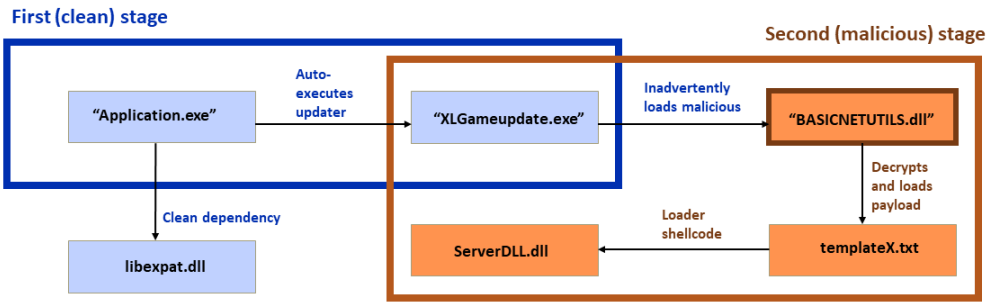 First (clean) stage
Second (malicious) stage
Auto-
executes
updater
Inadvertently
loads malicious
“Application.exe”
“XLGameupdate.exe”
“BASICNETUTILS.dll”
Decrypts
and loads
payload
Clean dependency
Loader
shellcode
libexpat.dll
ServerDLL.dll
templateX.txt